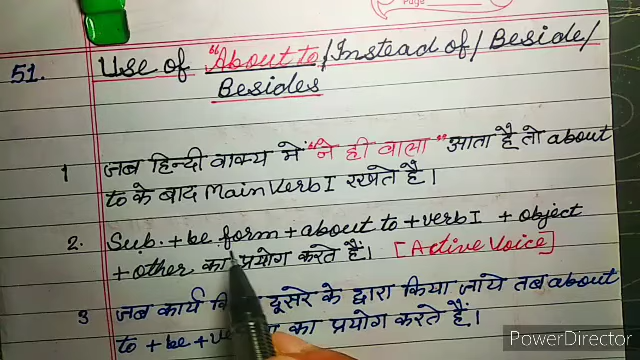 Page
51. Use of "About to/Instead of/Beside/
Besides
1 जब हिन्दी वाक्य में "ने ही वाला" आता है तो about
to के बाद Main Verb I रखते है।
2. Sub. + be form + about to + verb I + object
+ other का प्रयोग करते हैं। [Active Voice]
3 जब कार्य दूसरे के द्वारा किया जाये तब about
to + be + का प्रयोग करते हैं।
PowerDirector